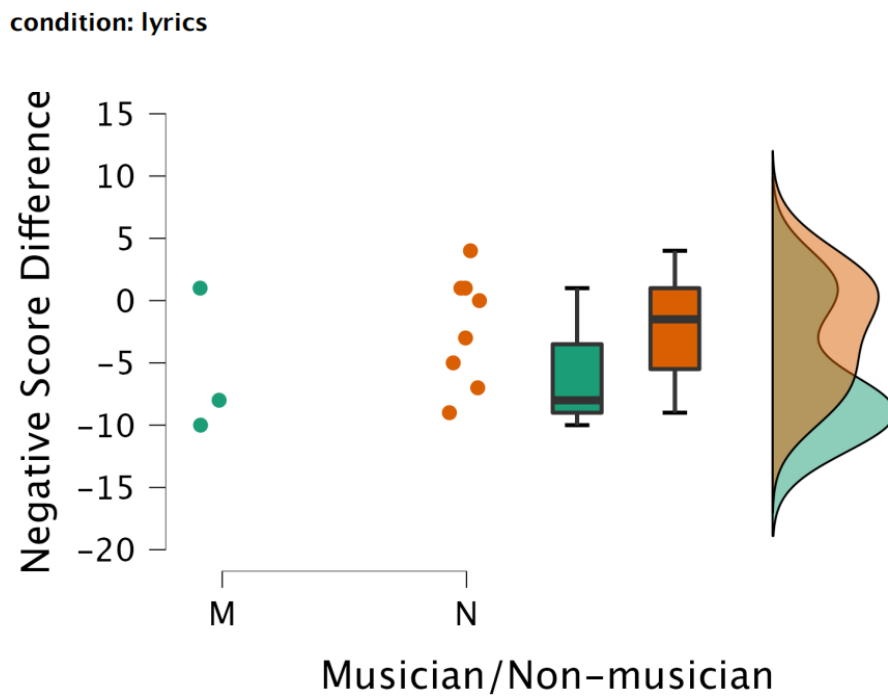 condition: lyrics
Negative Score Difference
15
10
5
0
−5
−10
−15
−20
M N
Musician/Non−musician